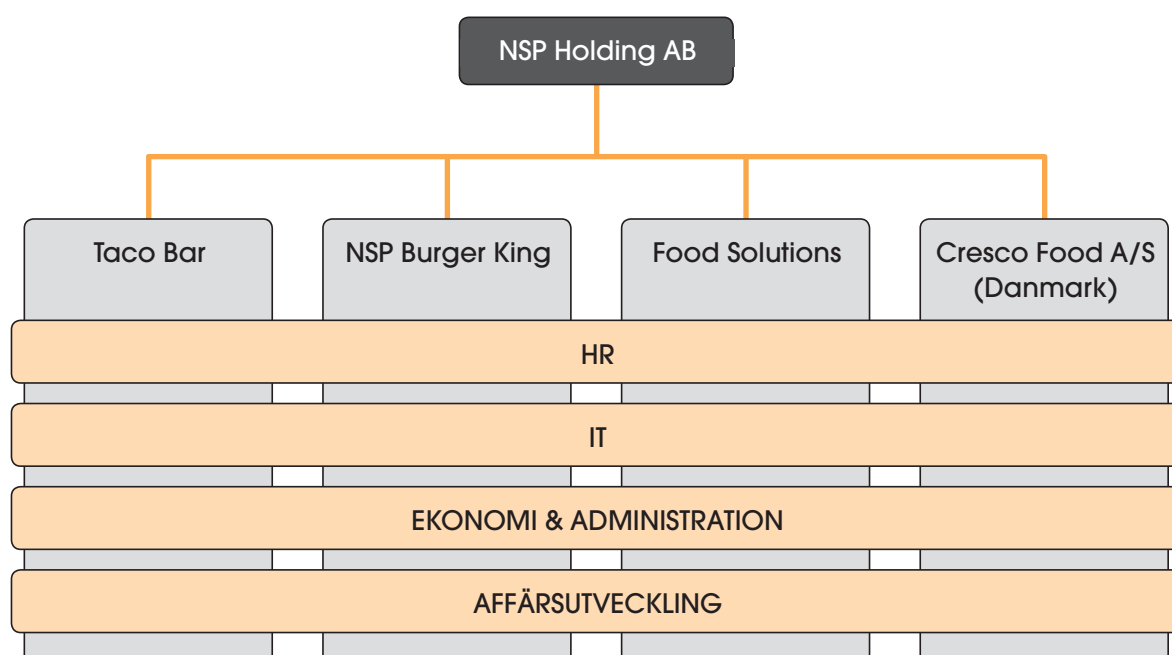 NSP Holding AB
Taco Bar
NSP Burger King
Food Solutions
Cresco Food A/S
(Danmark)
HR
IT
EKONOMI & ADMINISTRATION
AFFÄRSUTVECKLING